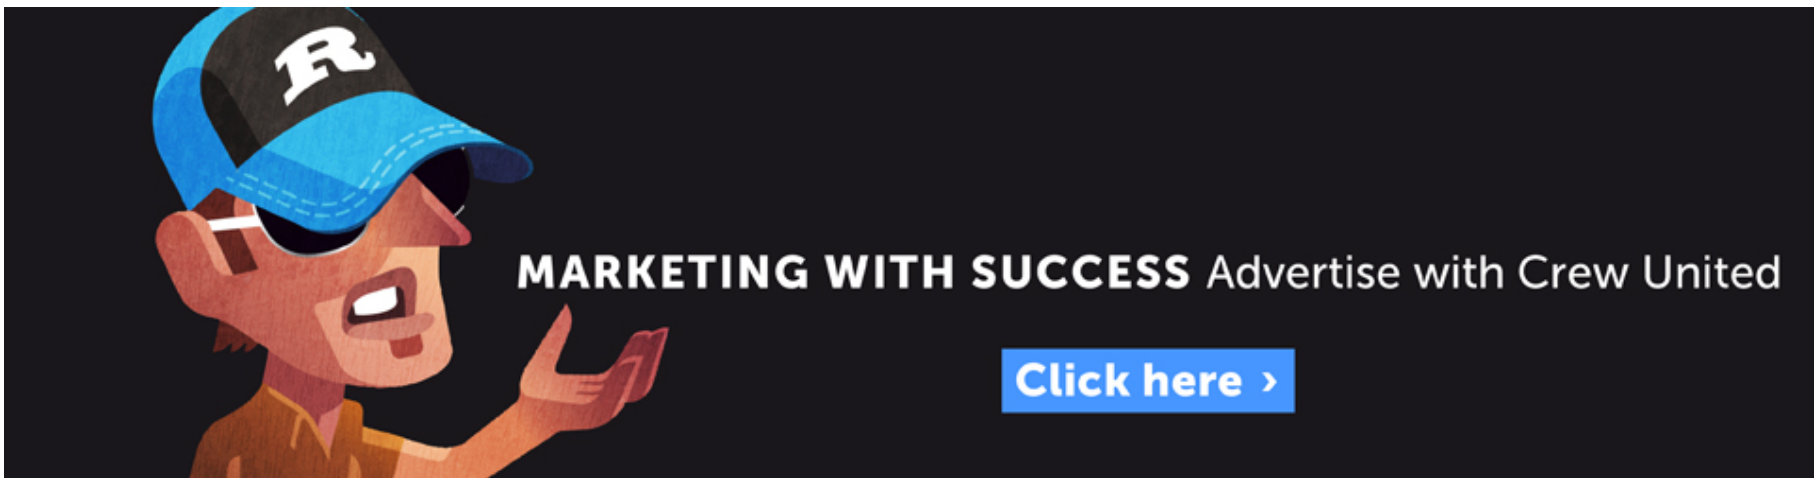 R
MARKETING WITH SUCCESS Advertise with Crew United
Click here ›